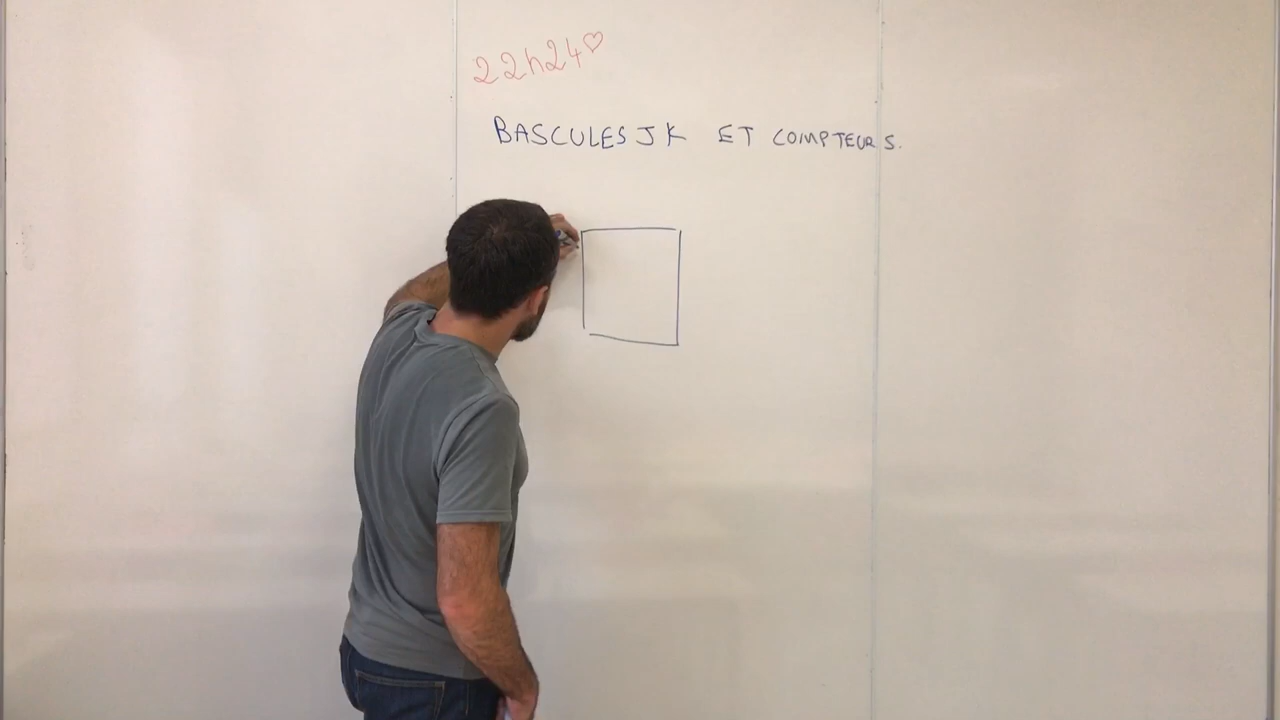 22h24♡
BASCULES JK ET COMPTEURS.